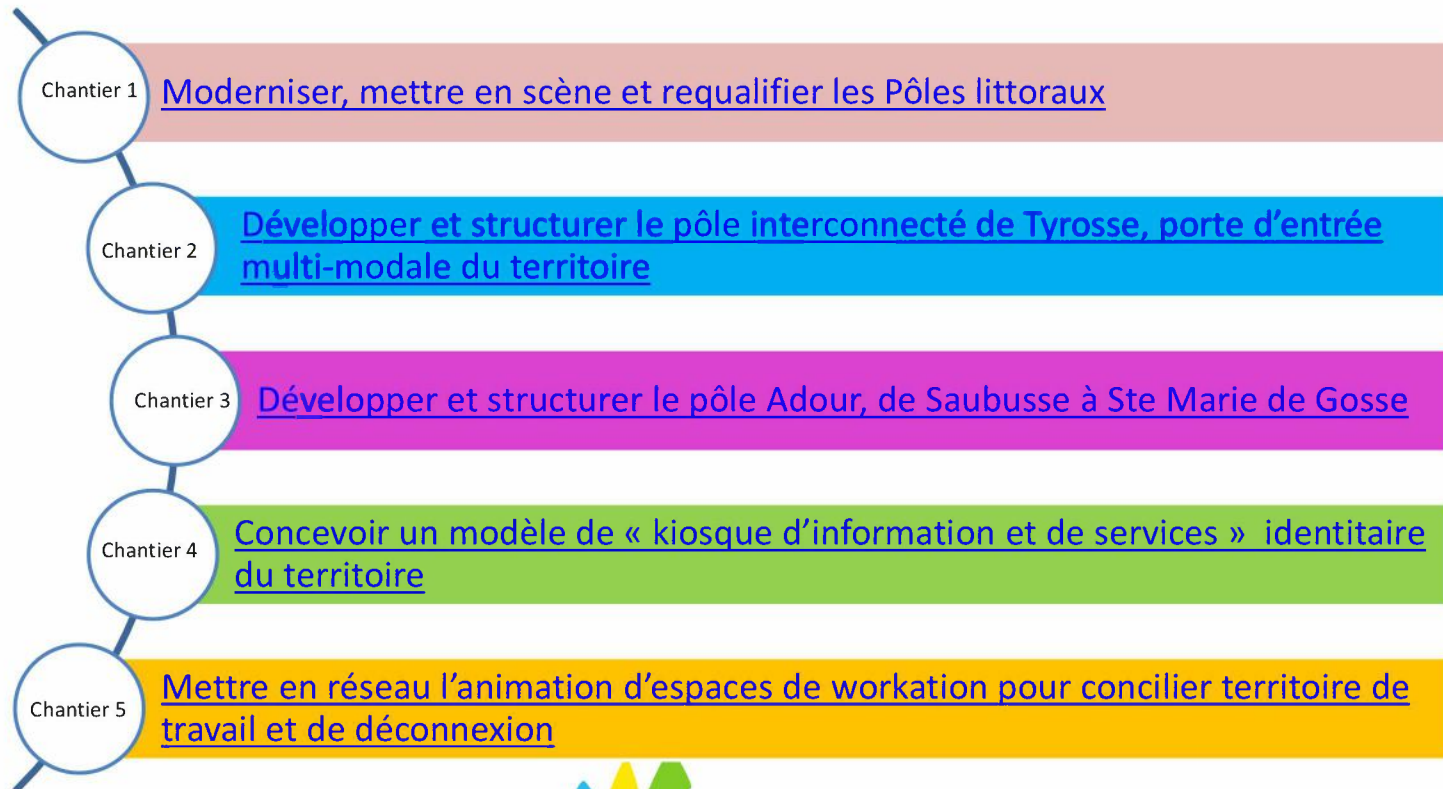 Chantier 1
Moderniser, mettre en scène et requalifier les Pôles littoraux
Chantier 2
Développer et structurer le pôle interconnecté de Tyrosse, porte d’entrée
multi-modale du territoire
Chantier 3
Développer et structurer le pôle Adour, de Saubusse à Ste Marie de Gosse
Chantier 4
Concevoir un modèle de « kiosque d’information et de services »  identitaire
du territoire
Chantier 5
Mettre en réseau l’animation d’espaces de workation pour concilier territoire de
travail et de déconnexion